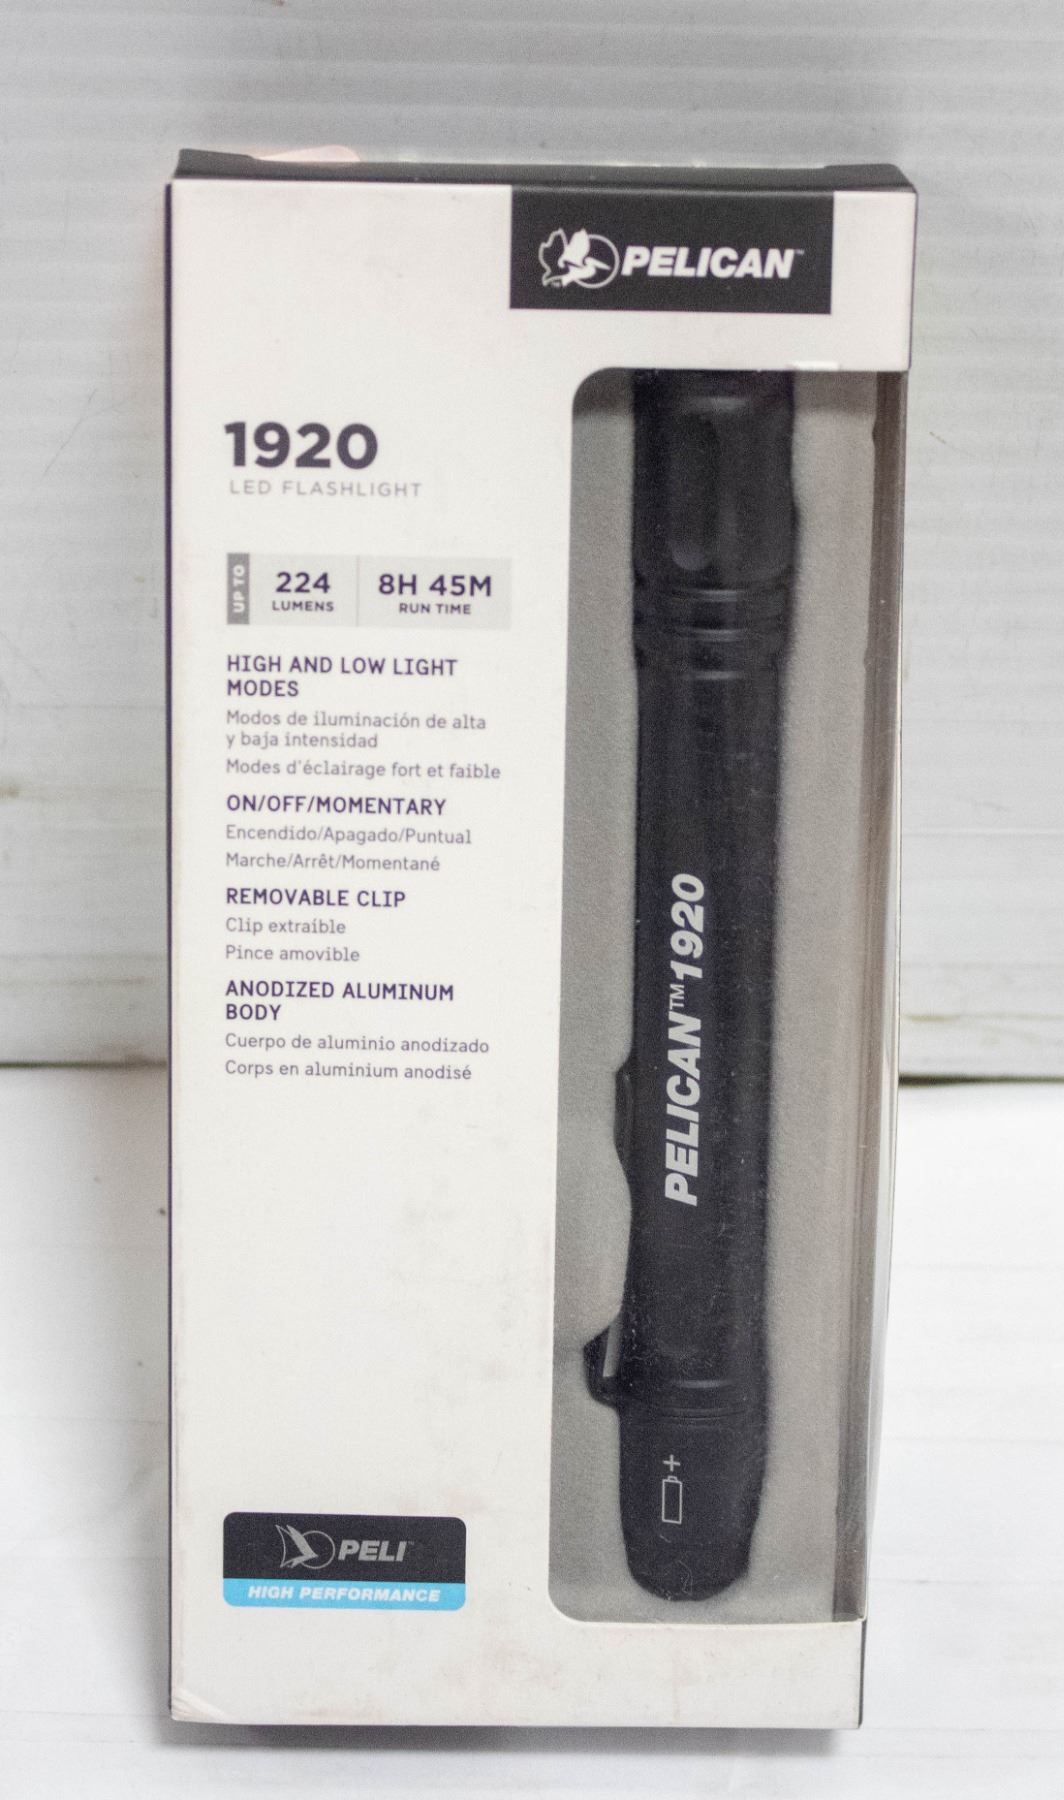 PELICAN™
1920
LED FLASHLIGHT
UP TO
224
LUMENS
8H 45M
RUN TIME
HIGH AND LOW LIGHT
MODES
Modos de iluminación de alta
y baja intensidad
Modes d'éclairage fort et faible
ON/OFF/MOMENTARY
Encendido/Apagado/Puntual
Marche/Arrêt/Momentané
REMOVABLE CLIP
Clip extraíble
Pince amovible
ANODIZED ALUMINUM
BODY
Cuerpo de aluminio anodizado
Corps en aluminium anodisé
PELICAN™1920
+
PELI™
HIGH PERFORMANCE